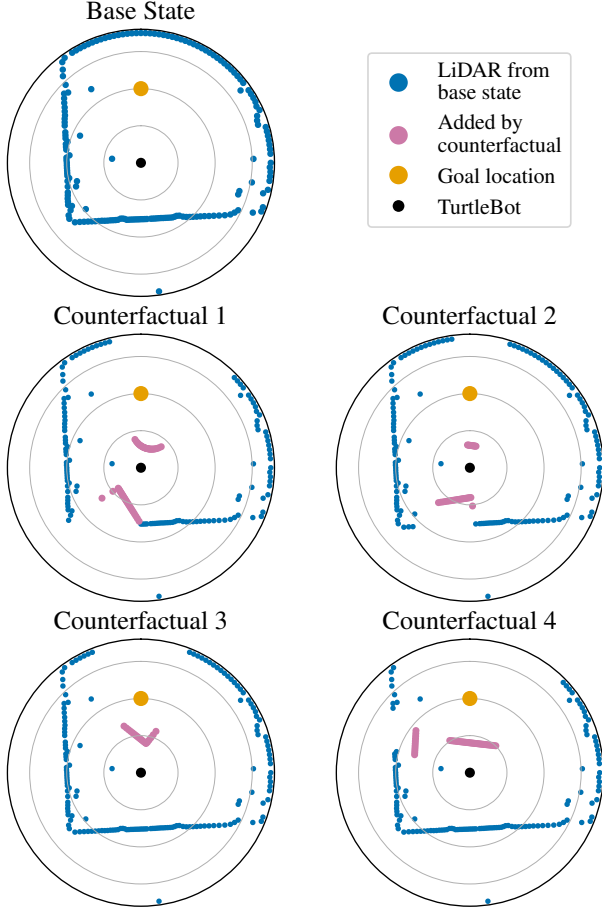 Base State
LiDAR from
base state
Added by
counterfactual
Goal location
TurtleBot
Counterfactual 1
Counterfactual 2
Counterfactual 3
Counterfactual 4